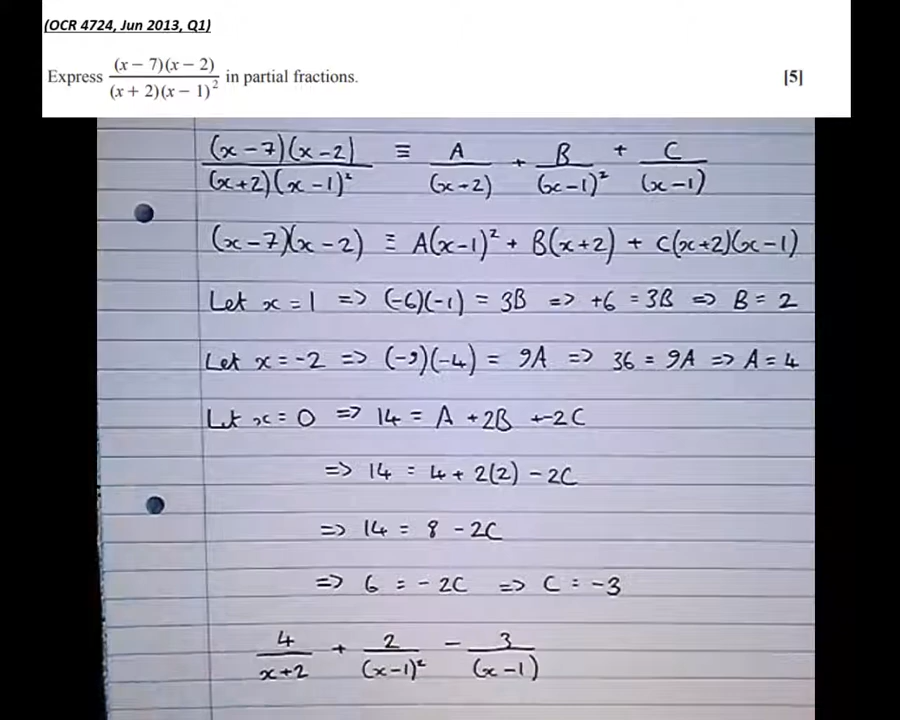 (OCR 4724, Jun 2013, Q1)
Express (x − 7)(x − 2) / (x + 2)(x − 1)² in partial fractions. [5]
(x−7)(x−2) / (x+2)(x−1)² ≡ A / (x+2) + B / (x−1)² + C / (x−1)
(x−7)(x−2) ≡ A(x−1)² + B(x+2) + C(x+2)(x−1)
Let x = 1 => (−6)(−1) = 3B => +6 = 3B => B = 2
Let x = −2 => (−9)(−4) = 9A => 36 = 9A => A = 4
Let x = 0 => 14 = A + 2B + −2C
=> 14 = 4 + 2(2) − 2C
=> 14 = 8 − 2C
=> 6 = −2C => C = −3
4 / x+2 + 2 / (x−1)² − 3 / (x−1)